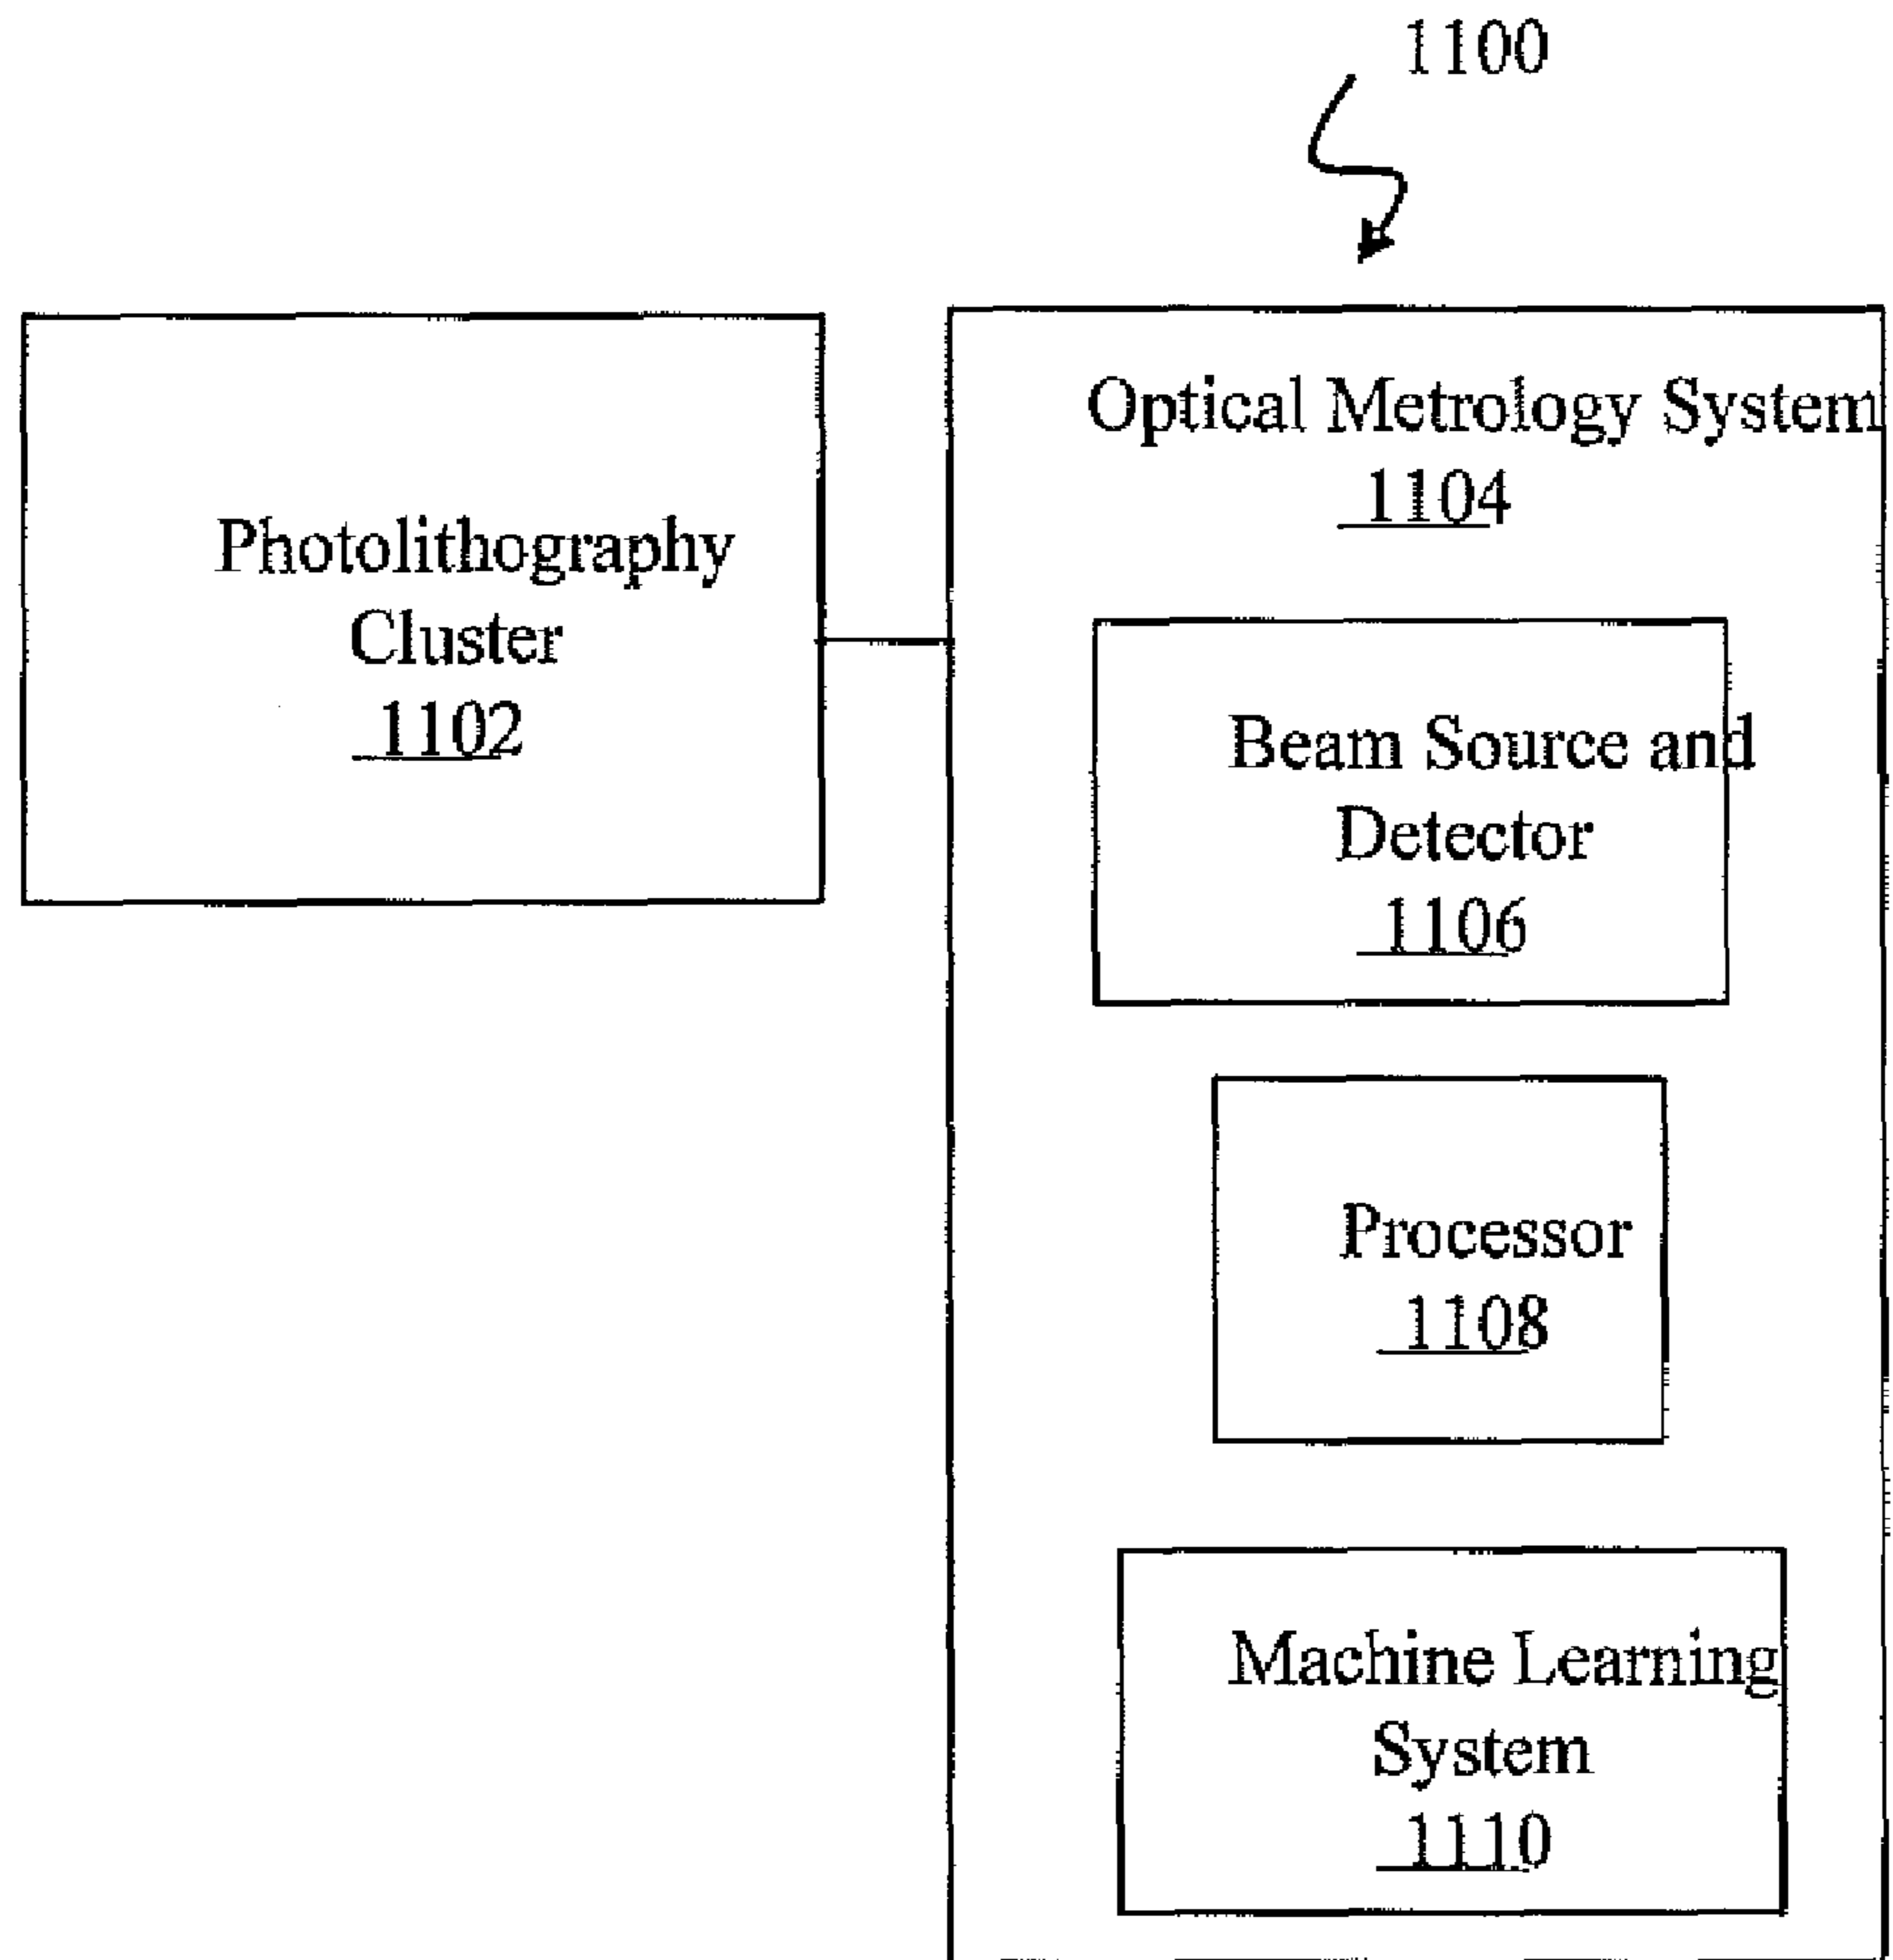 1100
Photolithography
Cluster
1102
Optical Metrology System
1104
Beam Source and
Detector
1106
Processor
1108
Machine Learning
System
1110